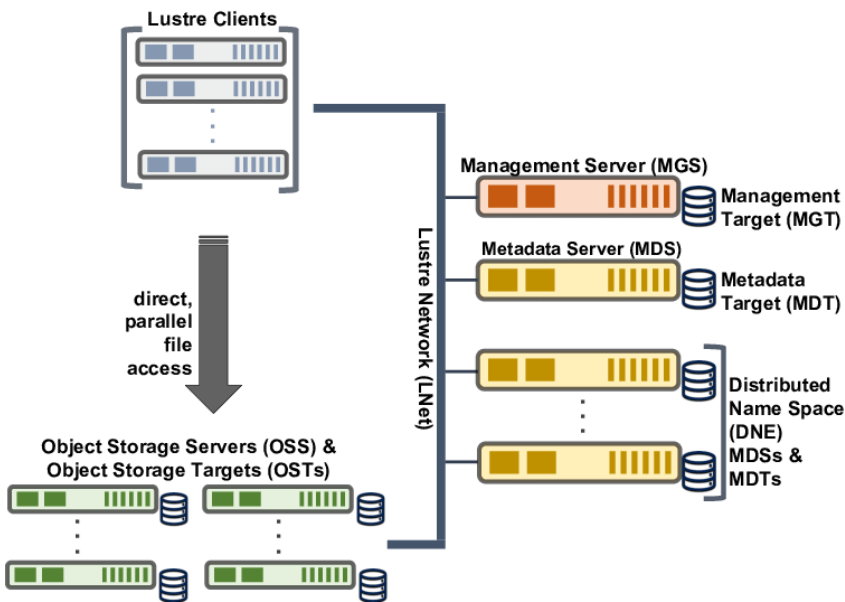 Lustre Clients
Management Server (MGS)
Management
Target (MGT)
Metadata Server (MDS)
Metadata
Target (MDT)
Lustre Network (LNet)
direct,
parallel
file
access
Distributed
Name Space
(DNE)
MDSs &
MDTs
Object Storage Servers (OSS) &
Object Storage Targets (OSTs)